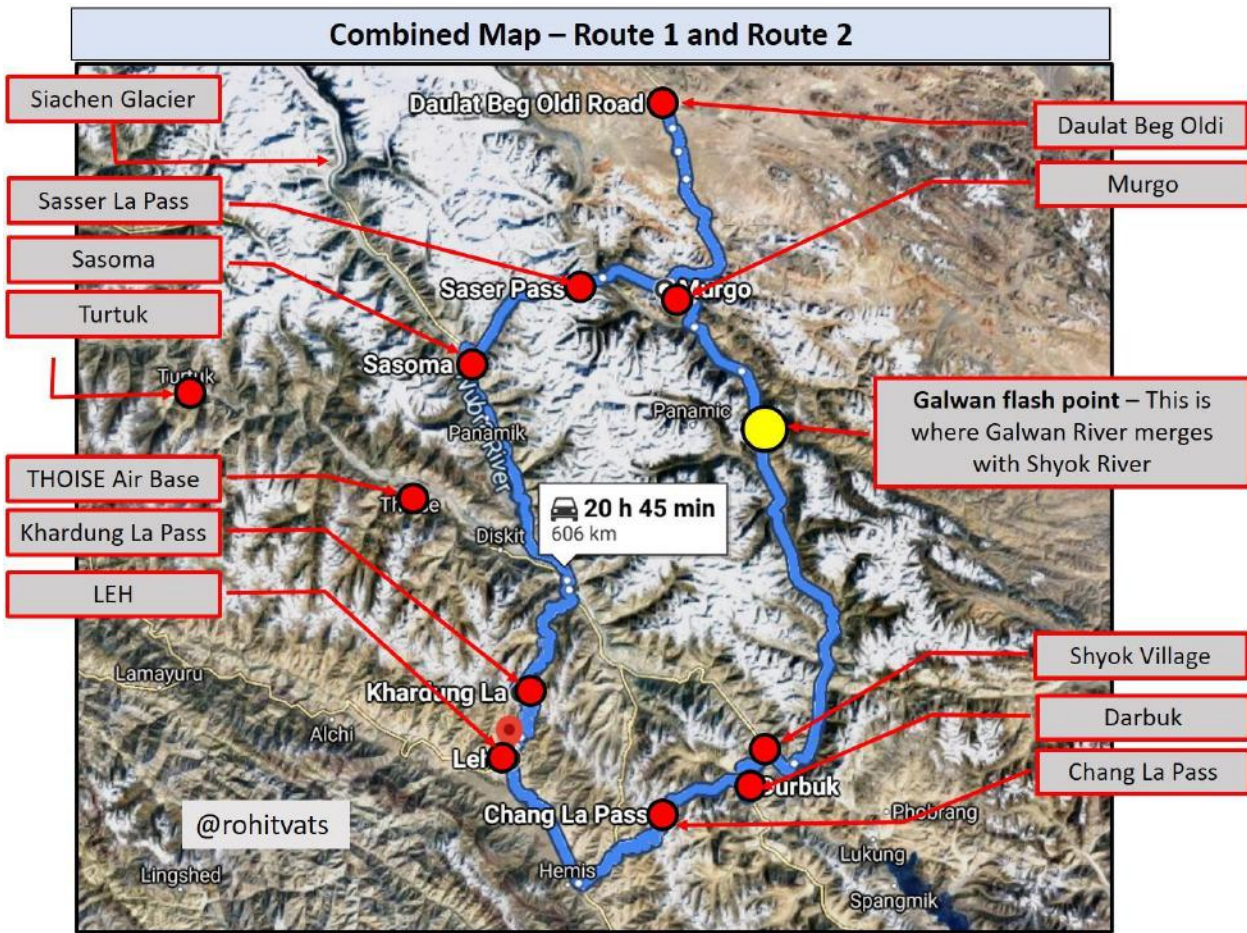 Combined Map – Route 1 and Route 2
Siachen Glacier
Sasser La Pass
Sasoma
Turtuk
THOISE Air Base
Khardung La Pass
LEH
Daulat Beg Oldi
Murgo
Galwan flash point – This is
where Galwan River merges
with Shyok River
Shyok Village
Darbuk
Chang La Pass
Daulat Beg Oldi Road
Saser Pass
Murgo
Sasoma
Nubra River
Panamik
Panamic
Diskit
20 h 45 min
606 km
Khardung La
Leh
Lamayuru
Alchi
Lingshed
Hemis
Chang La Pass
Durbuk
Phobrang
Lukung
Spangmik
@rohitvats